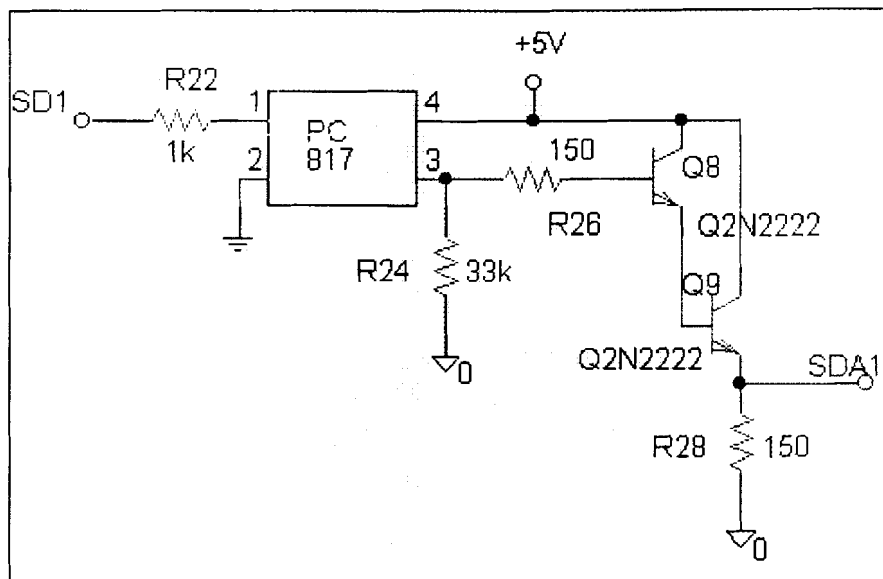 +5V
R22
SD1
1k
1
2
PC
817
4
3
150
R26
Q8
Q2N2222
R24
33k
0
Q9
Q2N2222
SDA1
R28
150
0